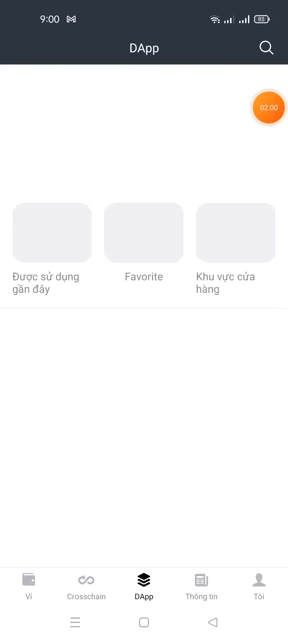 9:00
83
DApp
02:00
Được sử dụng
gần đây
Favorite
Khu vực cửa
hàng
Ví
Crosschain
DApp
Thông tin
Tôi